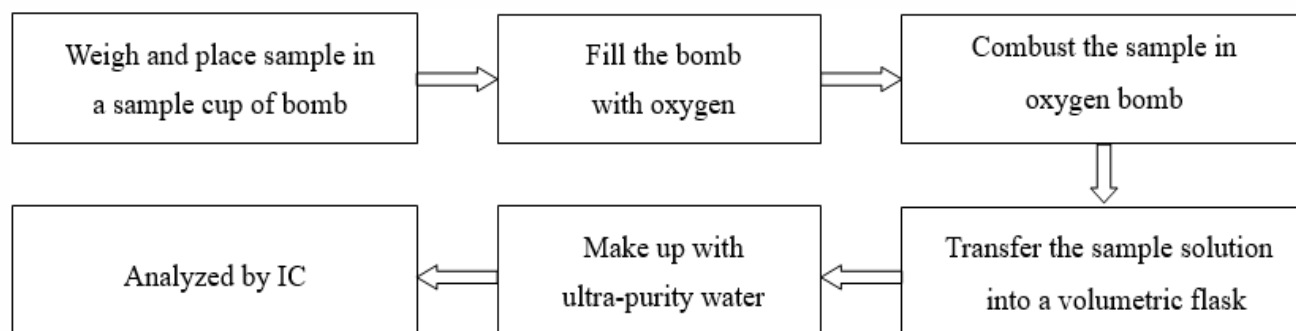 Weigh and place sample in
a sample cup of bomb
Fill the bomb
with oxygen
Combust the sample in
oxygen bomb
Transfer the sample solution
into a volumetric flask
Make up with
ultra-purity water
Analyzed by IC